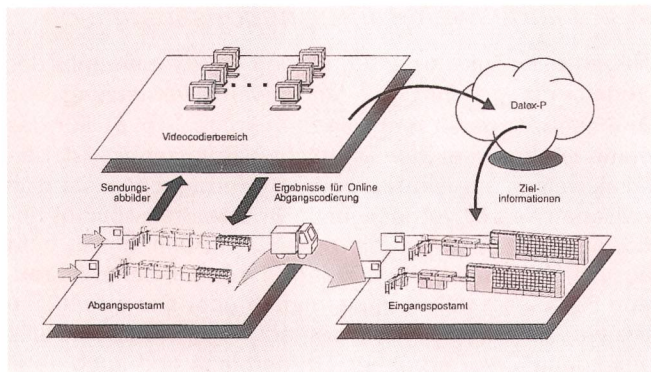 Videocodierbereich
Datex-P
Sendungs-
abbilder
Ergebnisse für Online
Abgangscodierung
Ziel-
informationen
Abgangspostamt
Eingangspostamt